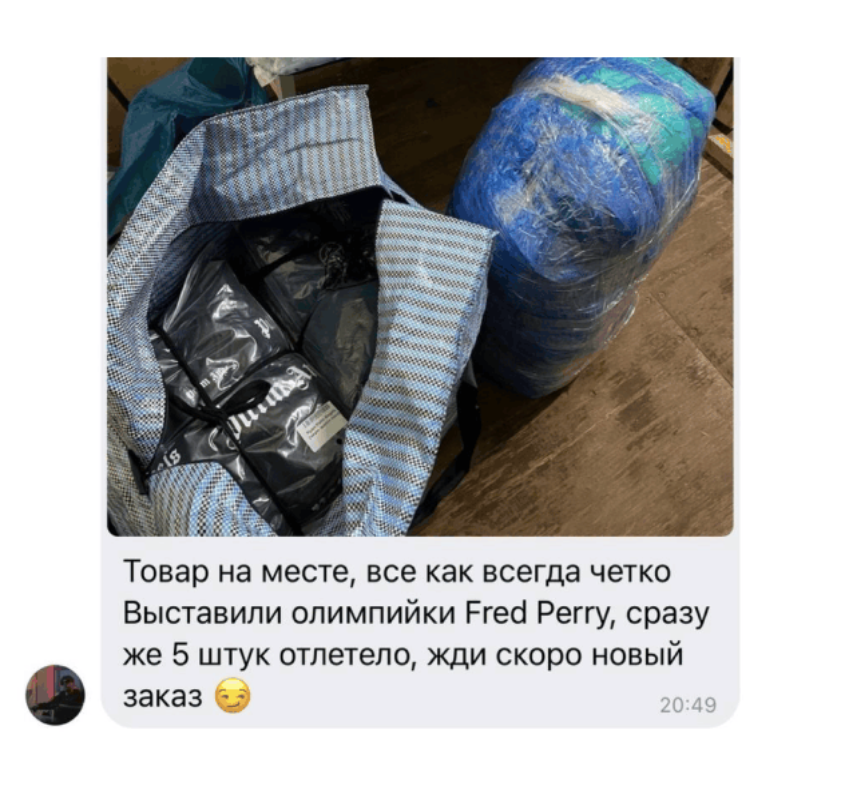 Товар на месте, все как всегда четко
Выставили олимпийки Fred Perry, сразу
же 5 штук отлетело, жди скоро новый
заказ 😏
20:49